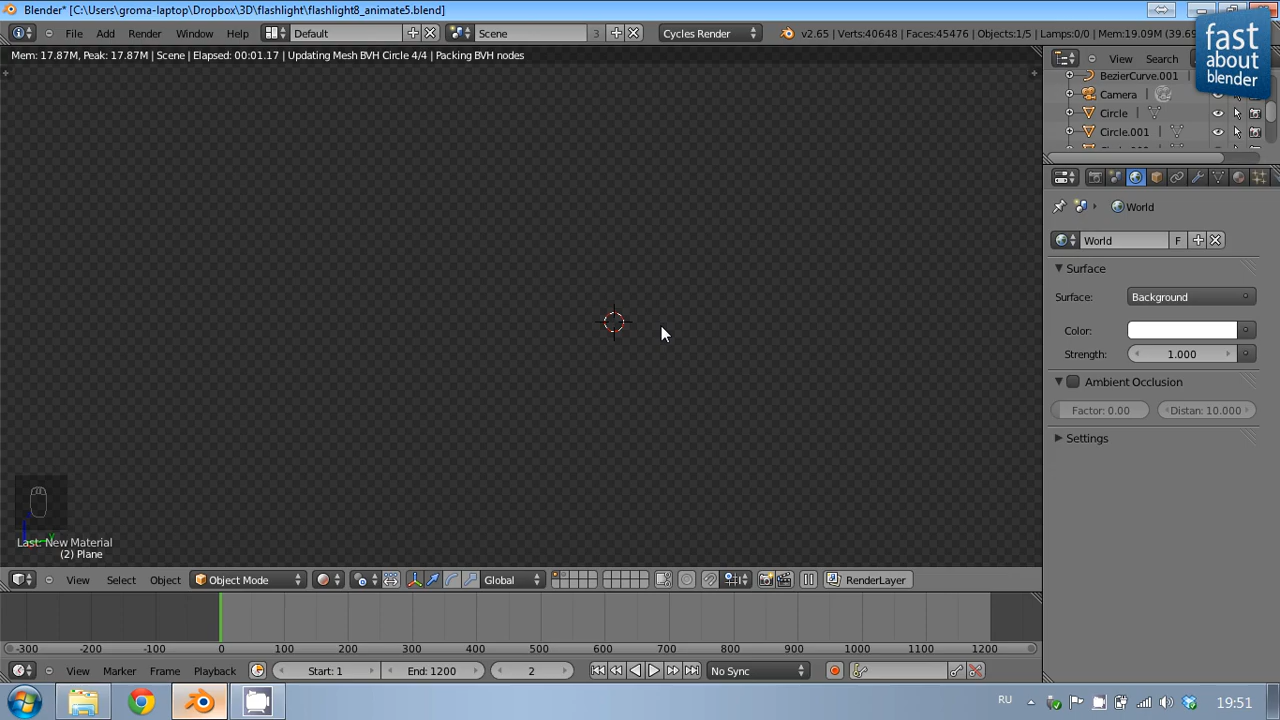 Blender* [C:\Users\groma-laptop\Dropbox\3D\flashlight\flashlight8_animate5.blend]
File Add Render Window Help Default Scene 3 Cycles Render v2.65 | Verts:40648 | Faces:45476 | Objects:1/5 | Lamps:0/0 | Mem:19.09M
Mem: 17.87M, Peak: 17.87M | Scene | Elapsed: 00:01.17 | Updating Mesh BVH Circle 4/4 | Packing BVH nodes
fast
about
blender
View Search
BezierCurve.001
Camera
Circle
Circle.001
World
World F
Surface
Surface: Background
Color:
Strength: 1.000
Ambient Occlusion
Factor: 0.00 Distan: 10.000
Settings
Last: New Material
(2) Plane
View Select Object Object Mode Global RenderLayer
-300 -200 -100 0 100 200 300 400 500 600 700 800 900 1000 1100 1200
View Marker Frame Playback Start: 1 End: 1200 2 No Sync
RU 19:51